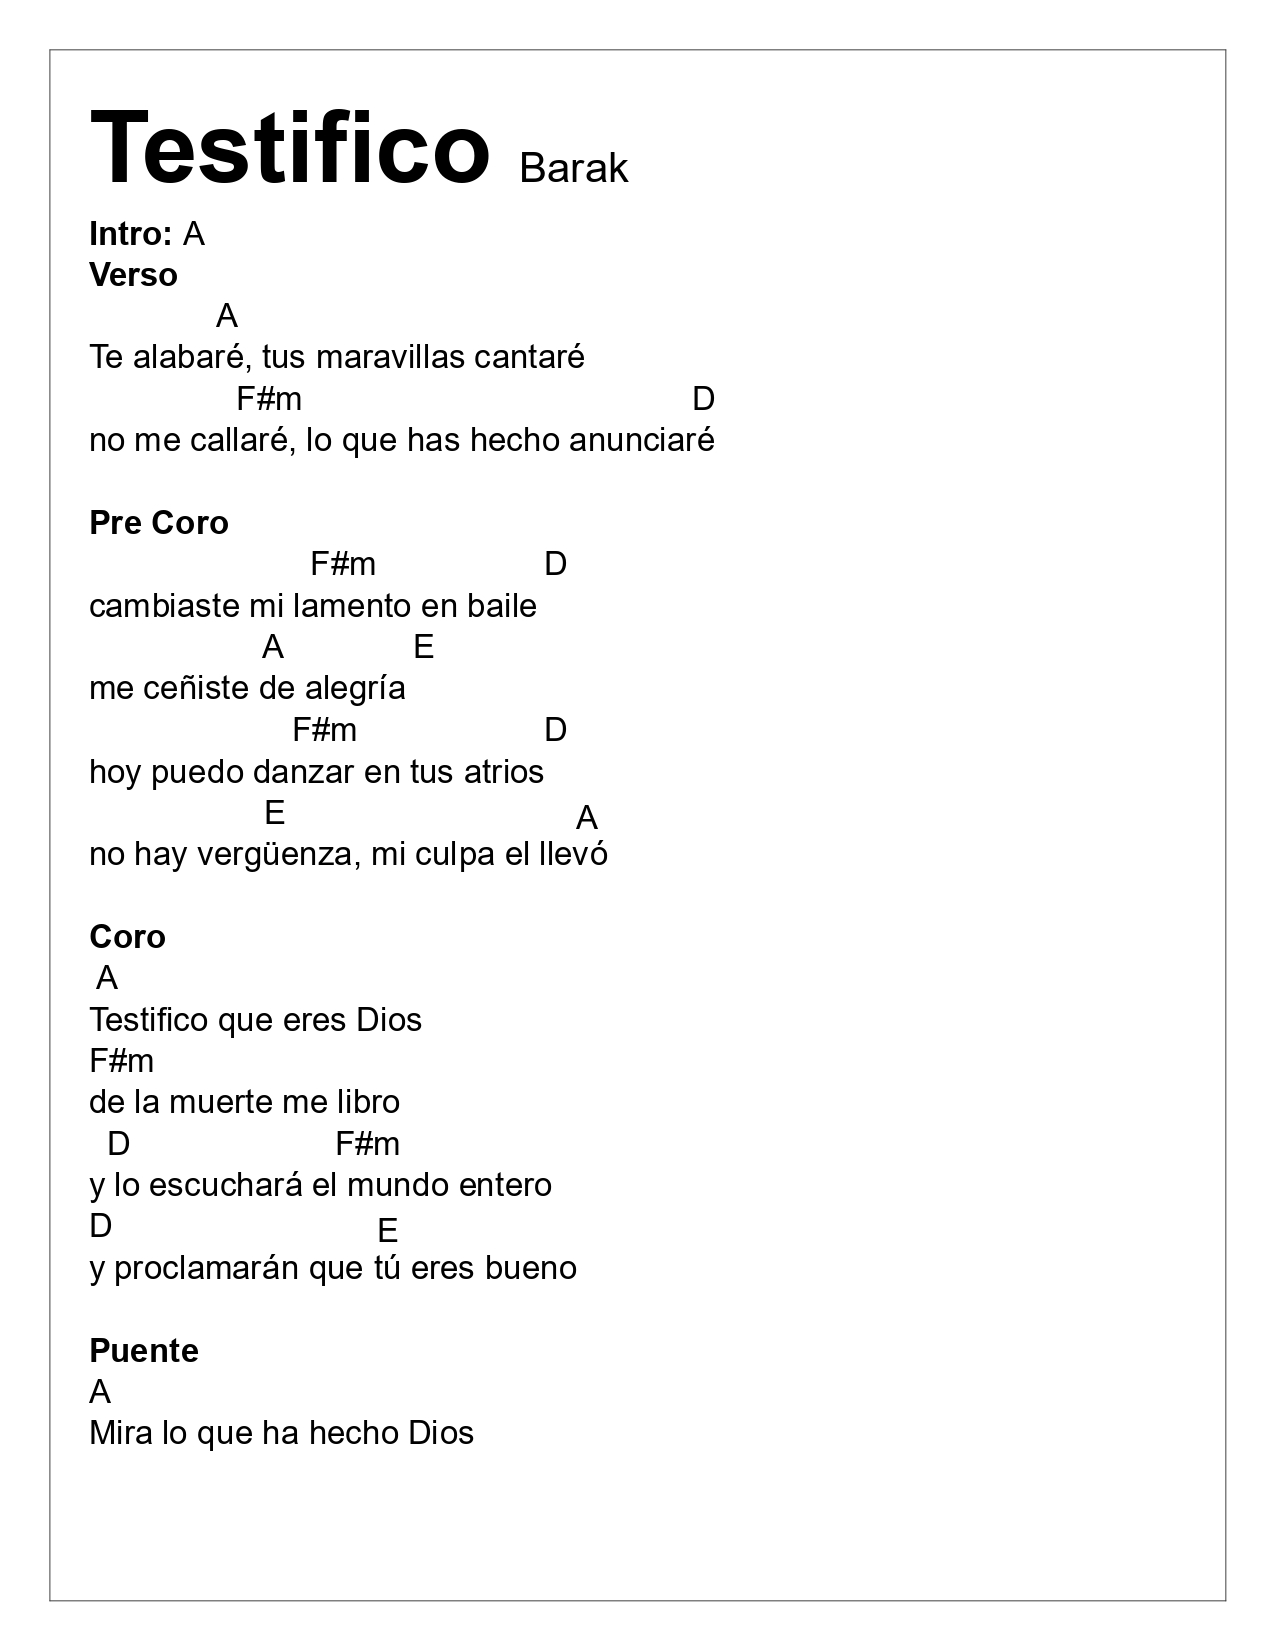 Testifico Barak
Intro: A
Verso
A
Te alabaré, tus maravillas cantaré
F#m D
no me callaré, lo que has hecho anunciaré
Pre Coro
F#m D
cambiaste mi lamento en baile
A E
me ceñiste de alegría
F#m D
hoy puedo danzar en tus atrios
E A
no hay vergüenza, mi culpa el llevó
Coro
A
Testifico que eres Dios
F#m
de la muerte me libro
D F#m
y lo escuchará el mundo entero
D E
y proclamarán que tú eres bueno
Puente
A
Mira lo que ha hecho Dios